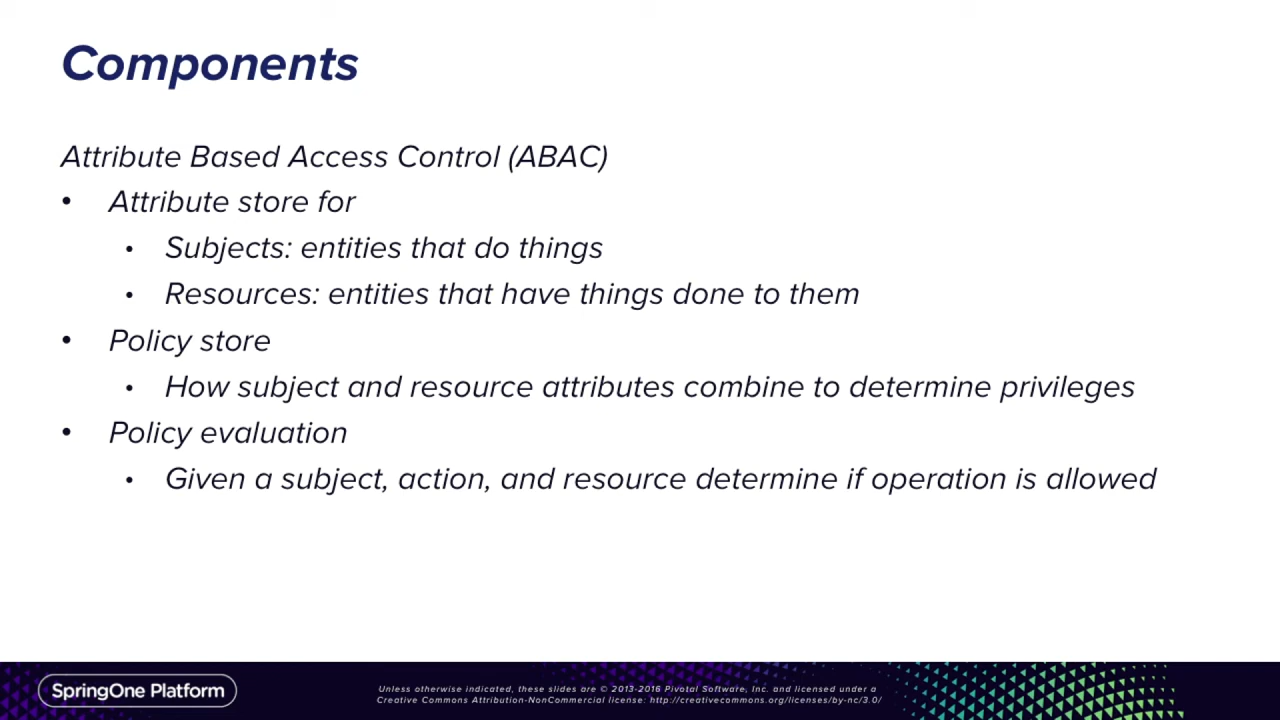 Components
Attribute Based Access Control (ABAC)
• Attribute store for
• Subjects: entities that do things
• Resources: entities that have things done to them
• Policy store
• How subject and resource attributes combine to determine privileges
• Policy evaluation
• Given a subject, action, and resource determine if operation is allowed
SpringOne Platform
Unless otherwise indicated, these slides are © 2013-2016 Pivotal Software, Inc. and licensed under a
Creative Commons Attribution-NonCommercial license: http://creativecommons.org/licenses/by-nc/3.0/